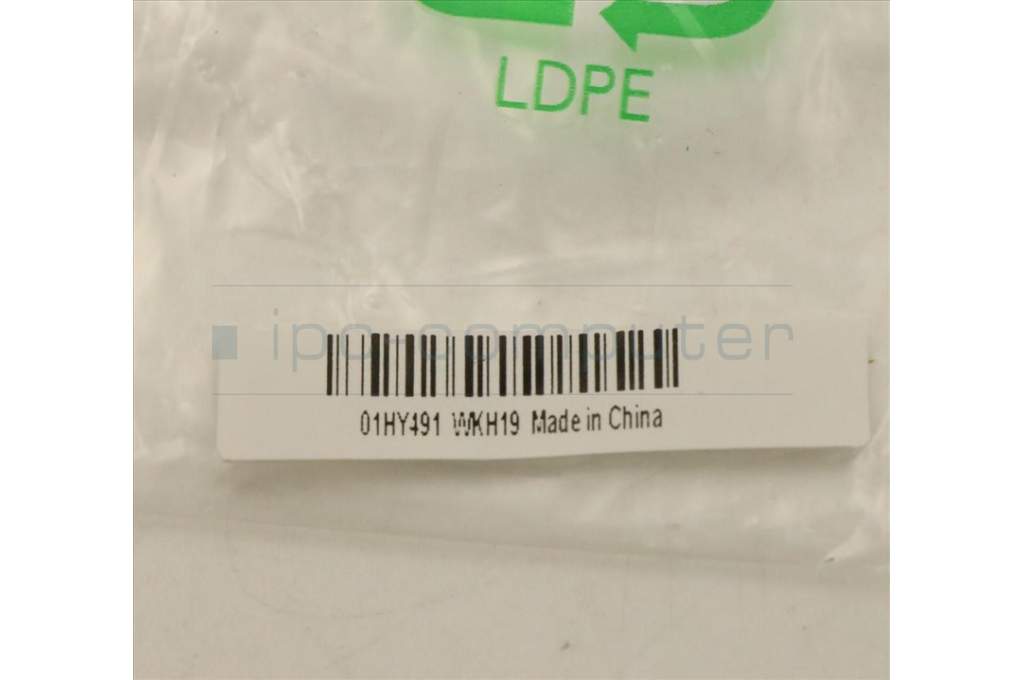 LDPE
ipc-computer
01HY491 WKH19 Made in China